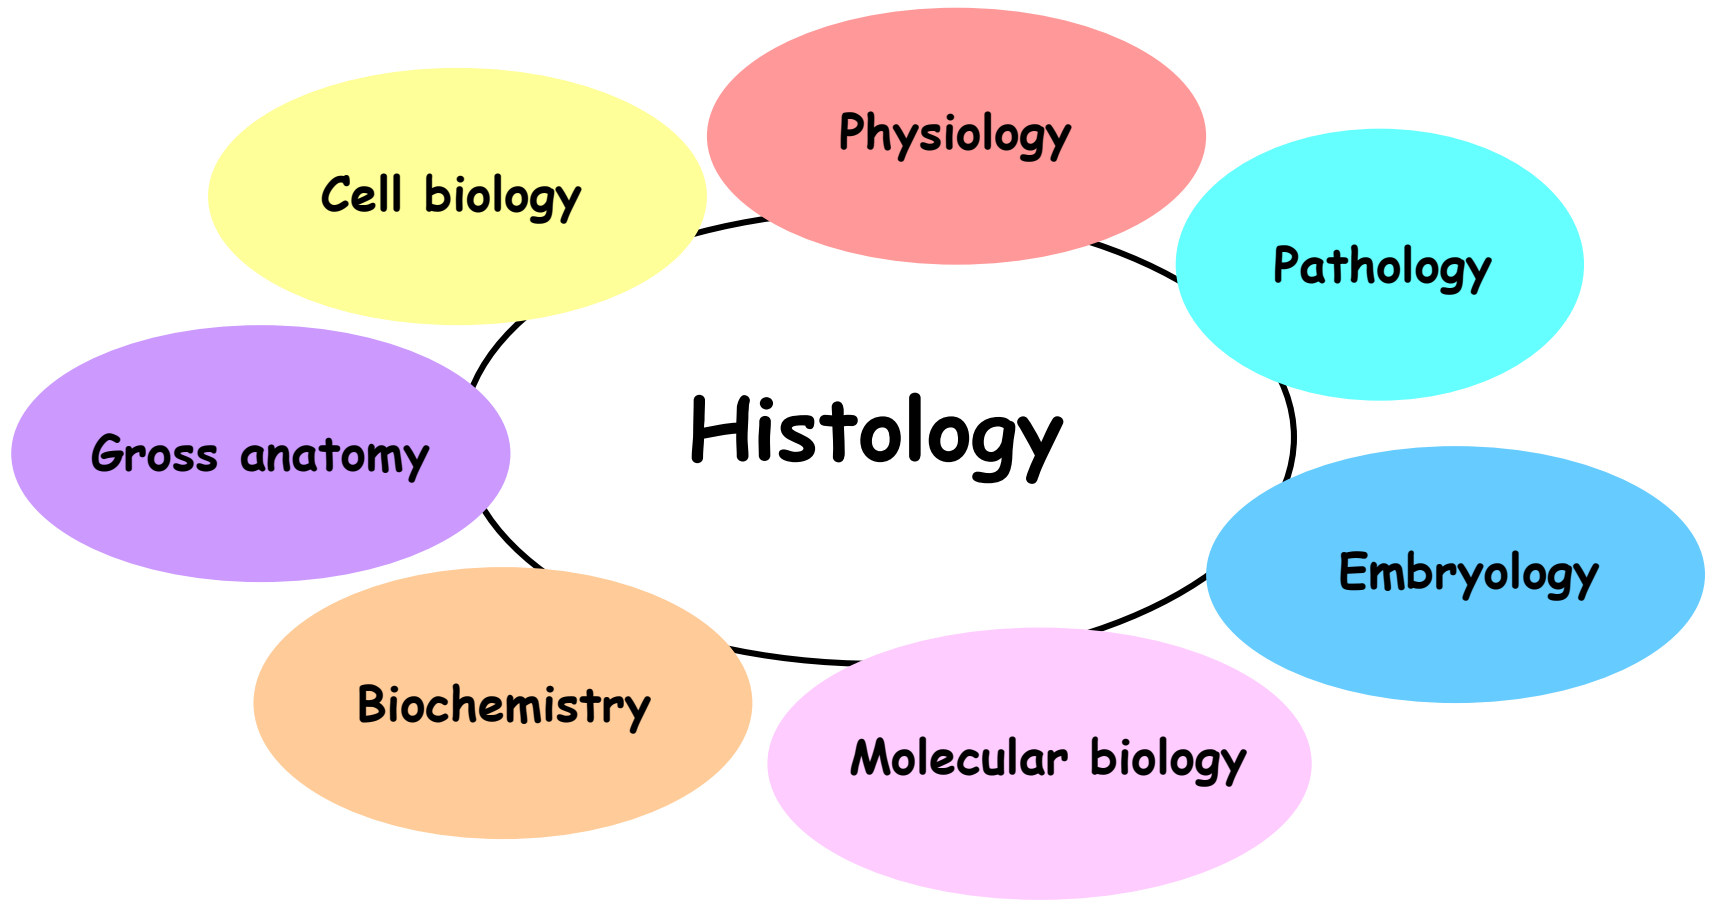 Physiology
Cell biology
Pathology
Histology
Gross anatomy
Embryology
Biochemistry
Molecular biology